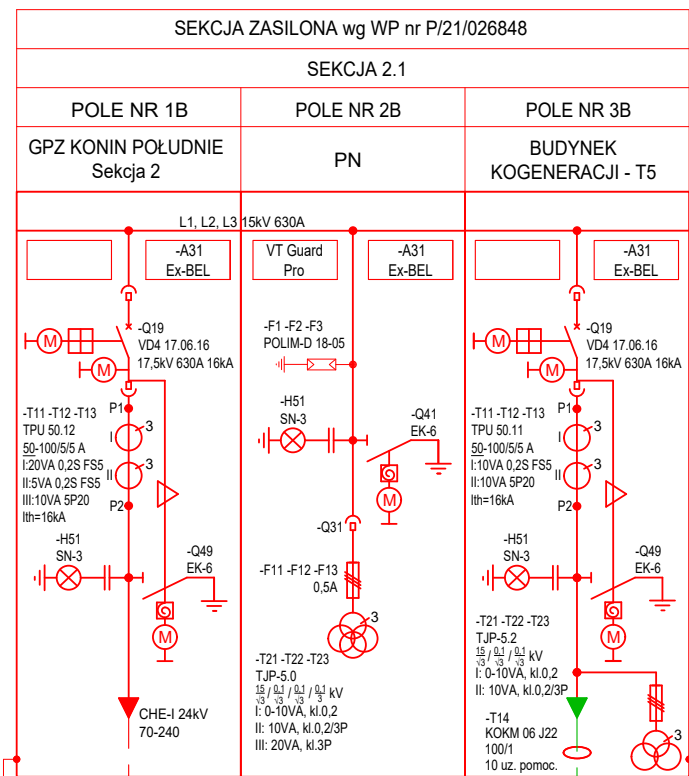 SEKCJA ZASILONA wg WP nr P/21/026848
SEKCJA 2.1
POLE NR 1B
POLE NR 2B
POLE NR 3B
GPZ KONIN POŁUDNIE
Sekcja 2
PN
BUDYNEK
KOGENERACJI - T5
L1, L2, L3 15kV 630A
-A31
Ex-BEL
-Q19
VD4 17.06.16
17,5kV 630A 16kA
M
M
-T11 -T12 -T13
TPU 50.12
50-100/5/5 A
I:20VA 0,2S FS5
II:5VA 0,2S FS5
III:10VA 5P20
Ith=16kA
P1
I
3
II
3
P2
-H51
SN-3
-Q49
EK-6
M
CHE-I 24kV
70-240
VT Guard
Pro
-A31
Ex-BEL
-F1 -F2 -F3
POLIM-D 18-05
-H51
SN-3
-Q41
EK-6
M
-Q31
-F11 -F12 -F13
0,5A
3
-T21 -T22 -T23
TJP-5.0
15/√3 / 0,1/√3 / 0,1/√3 / 0,1/3 kV
I: 0-10VA, kl.0,2
II: 10VA, kl.0,2/3P
III: 20VA, kl.3P
-A31
Ex-BEL
-Q19
VD4 17.06.16
17,5kV 630A 16kA
M
M
-T11 -T12 -T13
TPU 50.11
50-100/5/5 A
I:10VA 0,2S FS5
II:10VA 5P20
Ith=16kA
P1
I
3
II
3
P2
-H51
SN-3
-Q49
EK-6
M
-T21 -T22 -T23
TJP-5.2
15/√3 / 0,1/√3 / 0,1/√3 kV
I: 0-10VA, kl.0,2
II: 10VA, kl.0,2/3P
-T14
KOKM 06 J22
100/1
10 uz. pomoc.
3